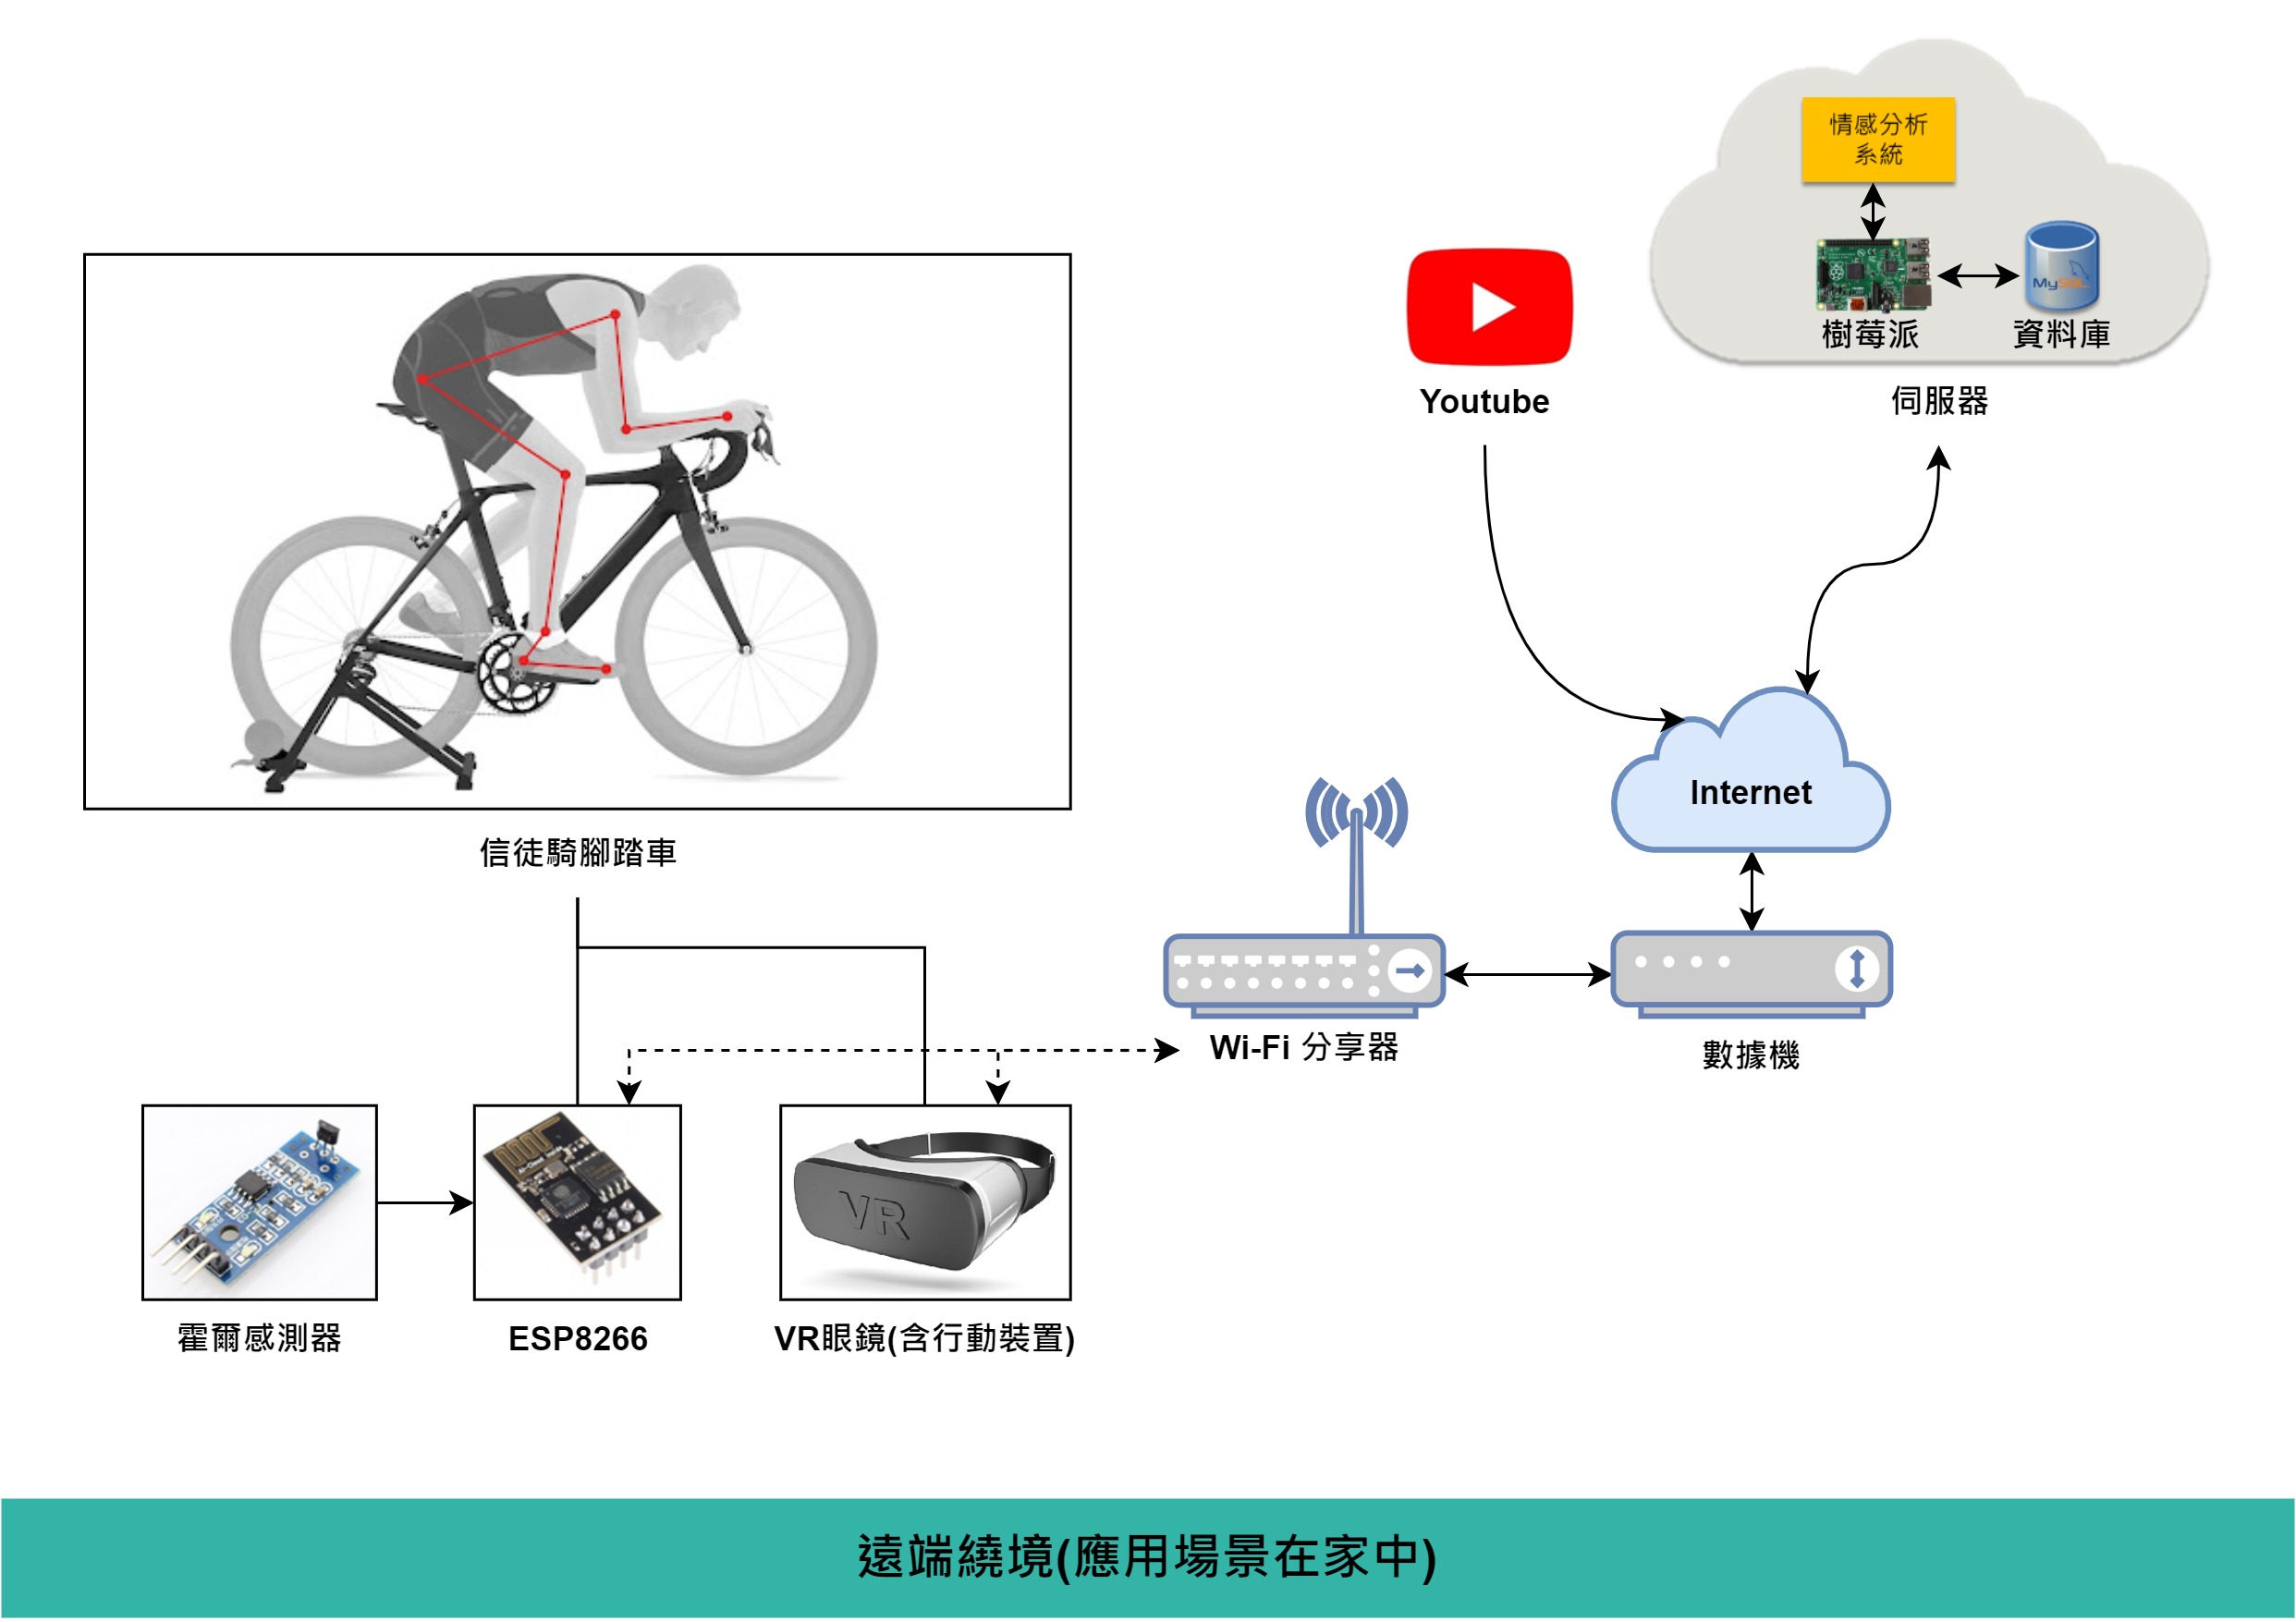 情感分析
系統
MySQL
樹莓派
資料庫
伺服器
Youtube
信徒騎腳踏車
Internet
Wi-Fi 分享器
數據機
VR
霍爾感測器
ESP8266
VR眼鏡(含行動裝置)
遠端繞境(應用場景在家中)